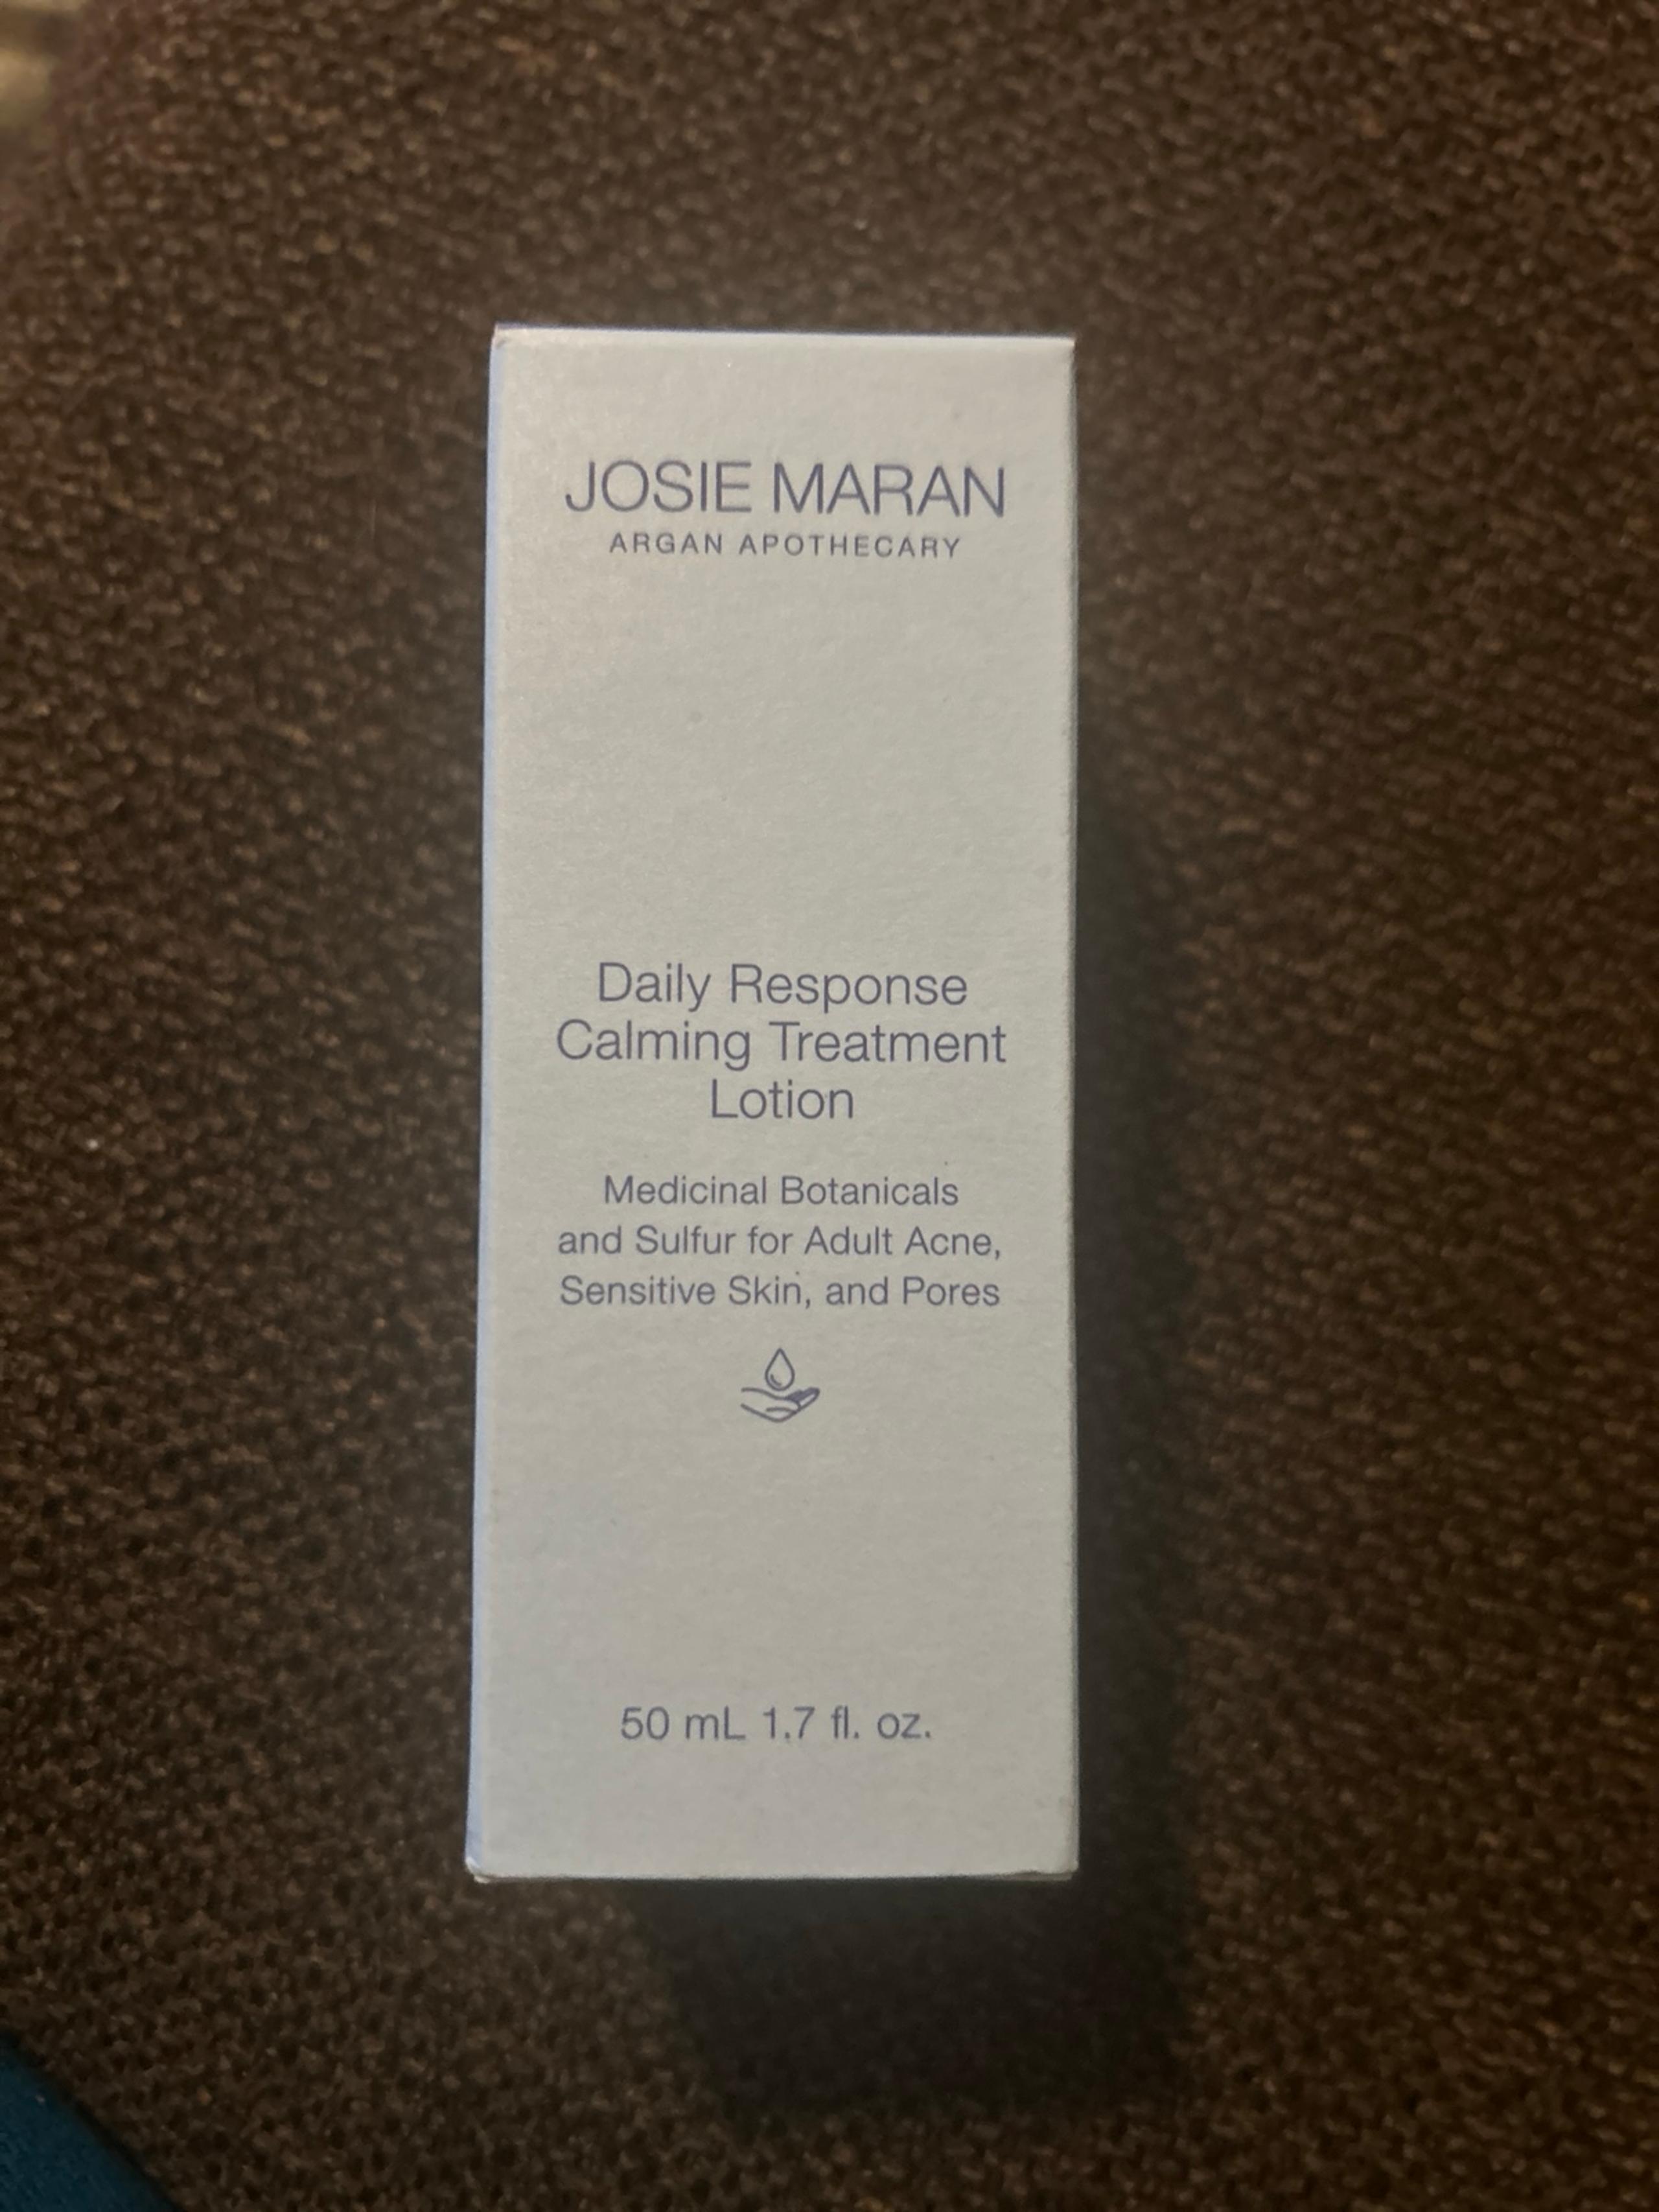 JOSIE MARAN
ARGAN APOTHECARY
Daily Response
Calming Treatment
Lotion
Medicinal Botanicals
and Sulfur for Adult Acne,
Sensitive Skin, and Pores
50 mL 1.7 fl. oz.